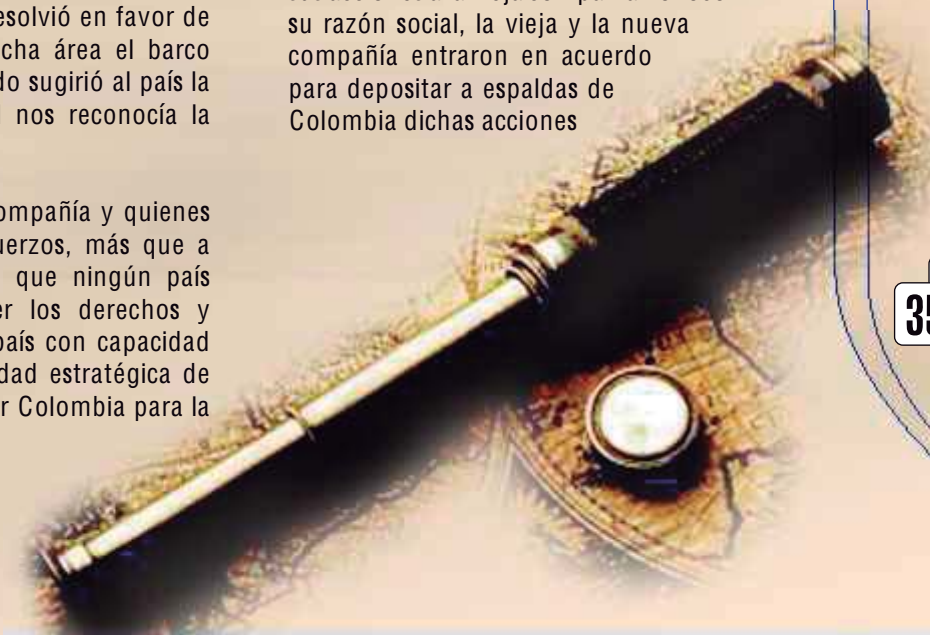 esolvió en favor de
cha área el barco
do sugirió al país la
nos reconocía la
ompañía y quienes
uerzos, más que a
que ningún país
er los derechos y
país con capacidad
dad estratégica de
r Colombia para la
su razón social, la vieja y la nueva
compañía entraron en acuerdo
para depositar a espaldas de
Colombia dichas acciones
35